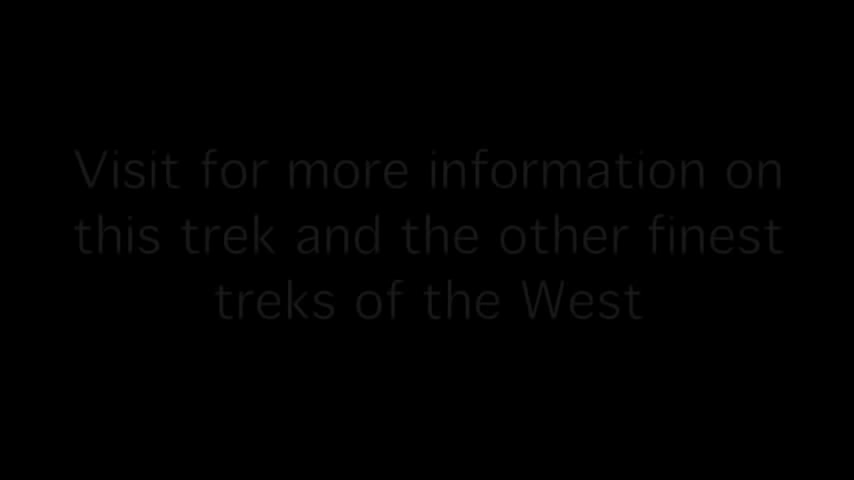 Visit for more information on
this trek and the other finest
treks of the West